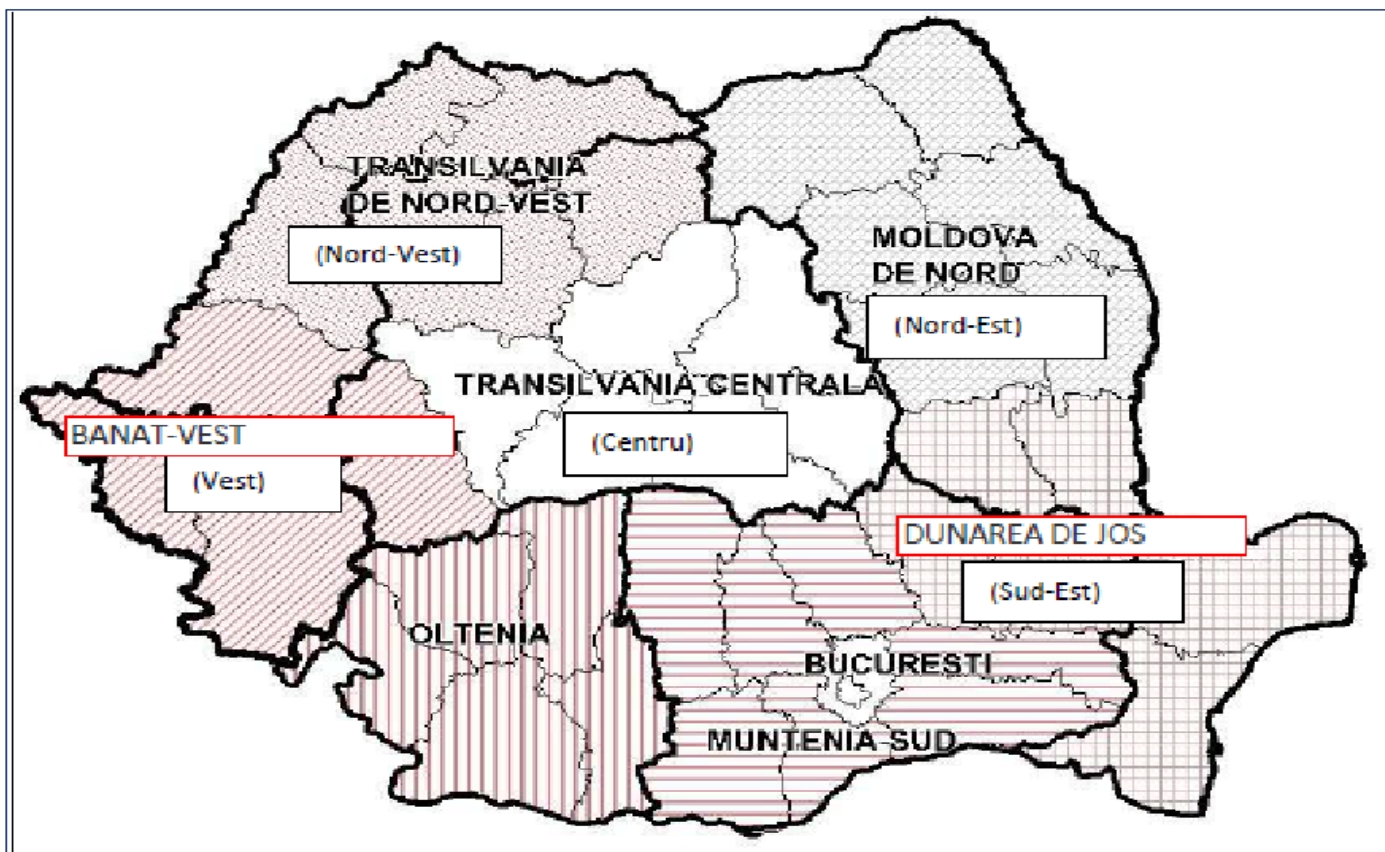 TRANSILVANIA
DE NORD-VEST
(Nord-Vest)
MOLDOVA
DE NORD
(Nord-Est)
TRANSILVANIA CENTRALA
(Centru)
BANAT-VEST
(Vest)
DUNAREA DE JOS
(Sud-Est)
OLTENIA
BUCURESTI
MUNTENIA-SUD